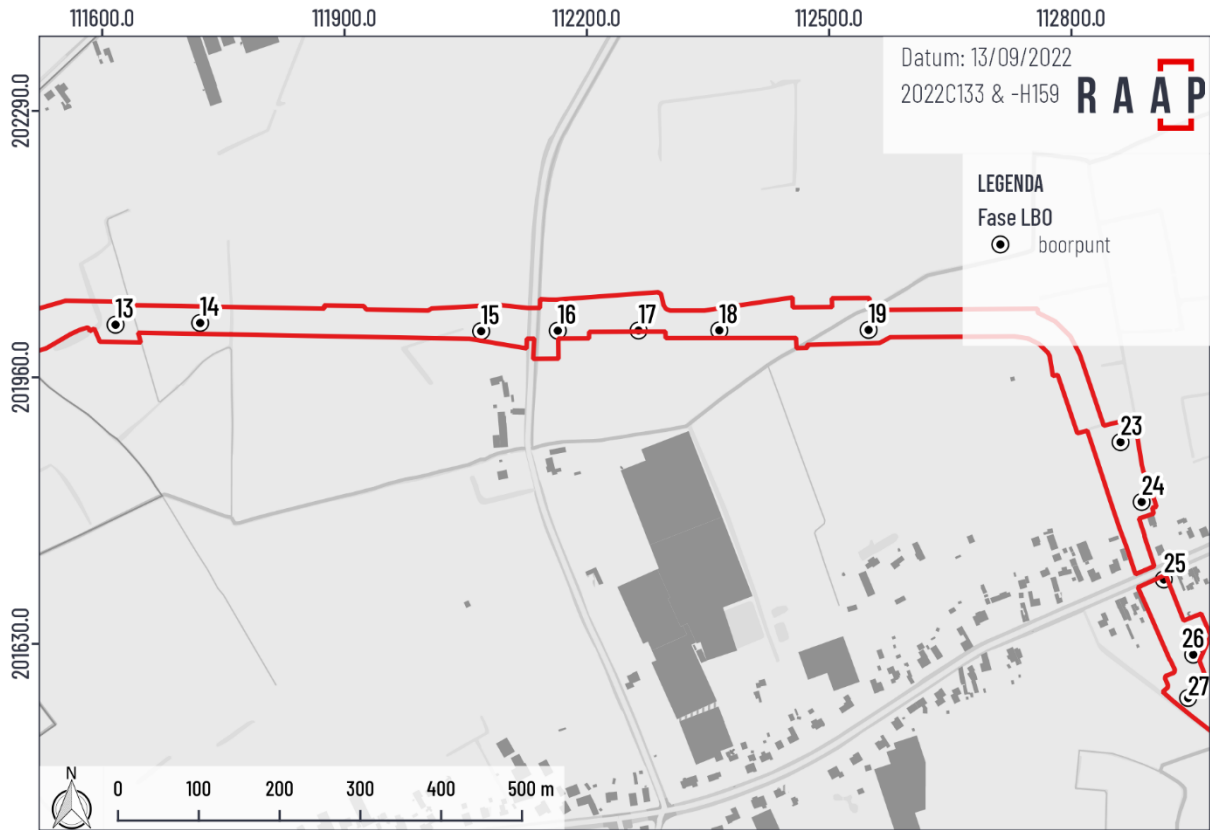 111600.0 111900.0 112200.0 112500.0 112800.0
Datum: 13/09/2022
2022C133 & -H159
RAAP
202290.0
LEGENDA
Fase LBO
boorpunt
13 14 15 16 17 18 19
201960.0
23
24
25
201630.0
26
27
N
0 100 200 300 400 500 m